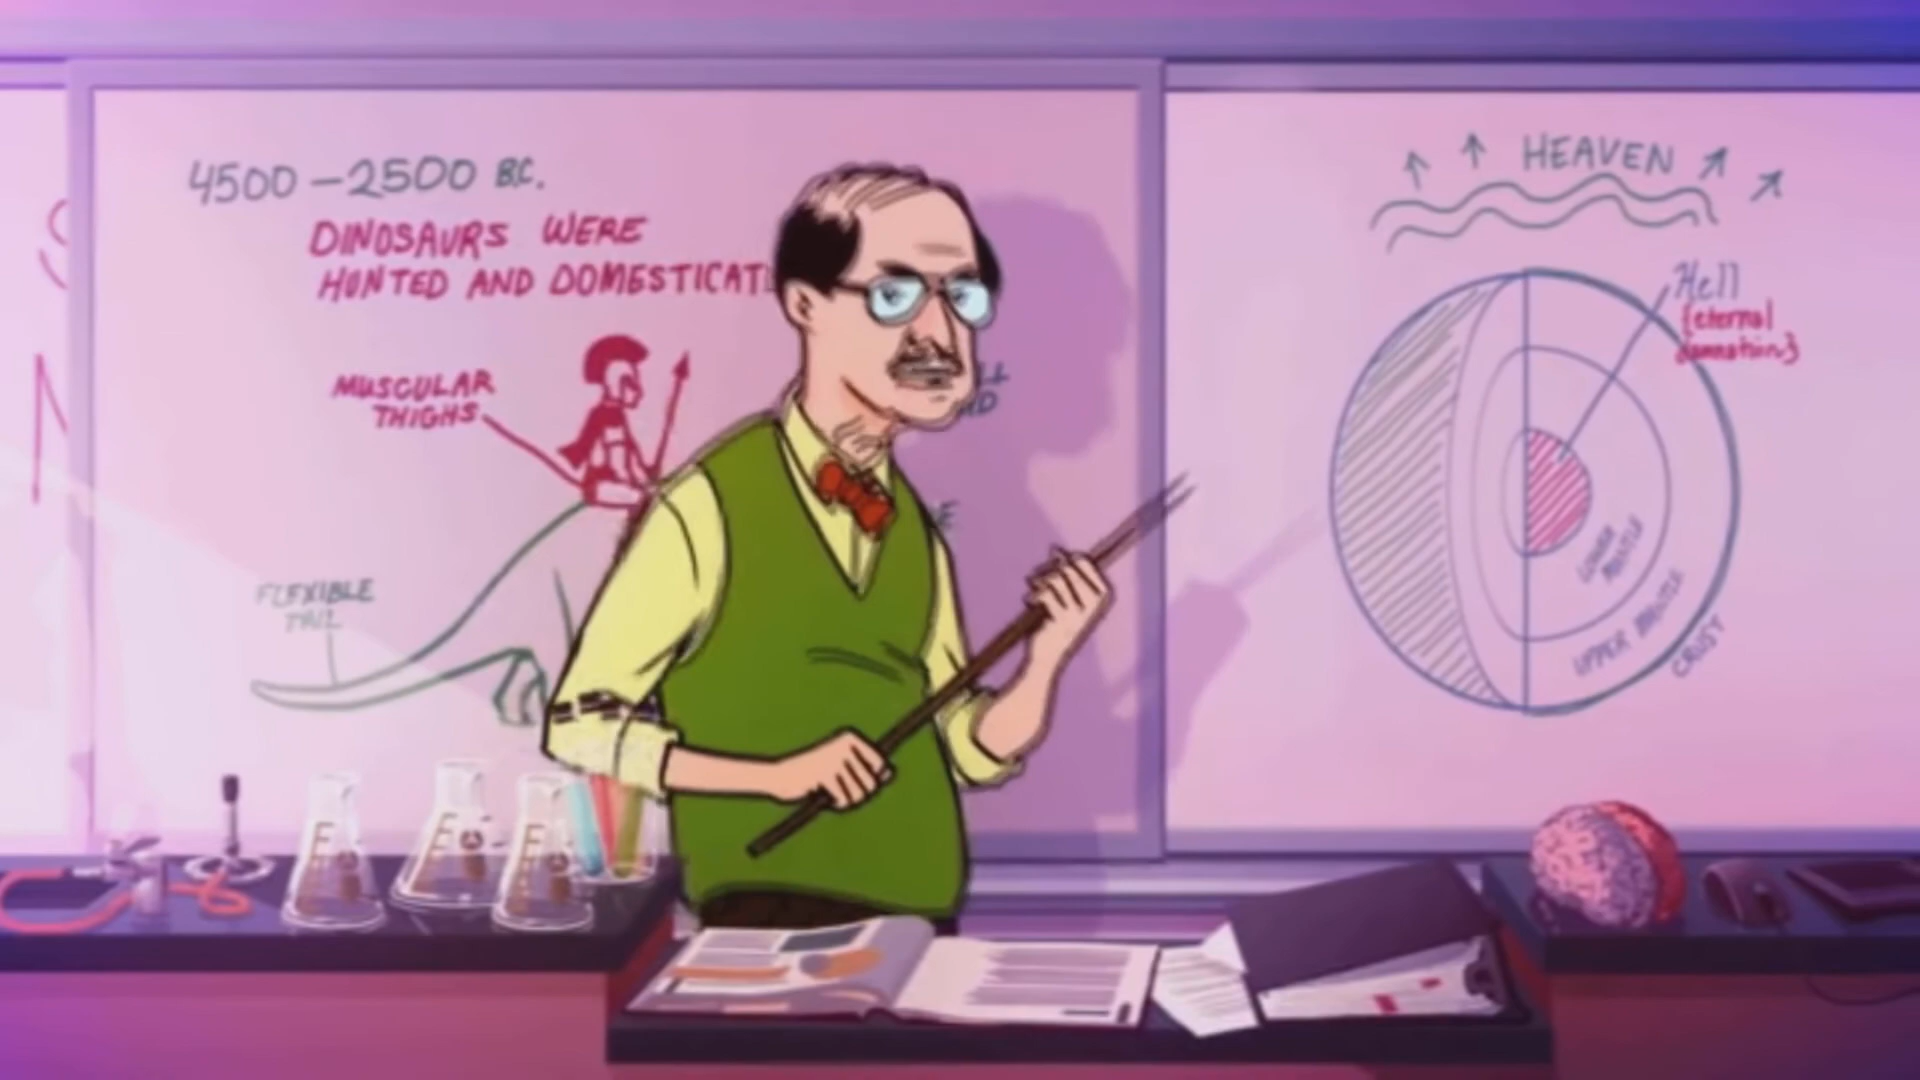 4500-2500 B.C.
DINOSAURS WERE
HUNTED AND DOMESTICAT
MUSCULAR
THIGHS
FLEXIBLE
TAIL
HEAVEN
Hell
{eternal
damnation}
LOWER
MANTLE
UPPER MANTLE
CRUST